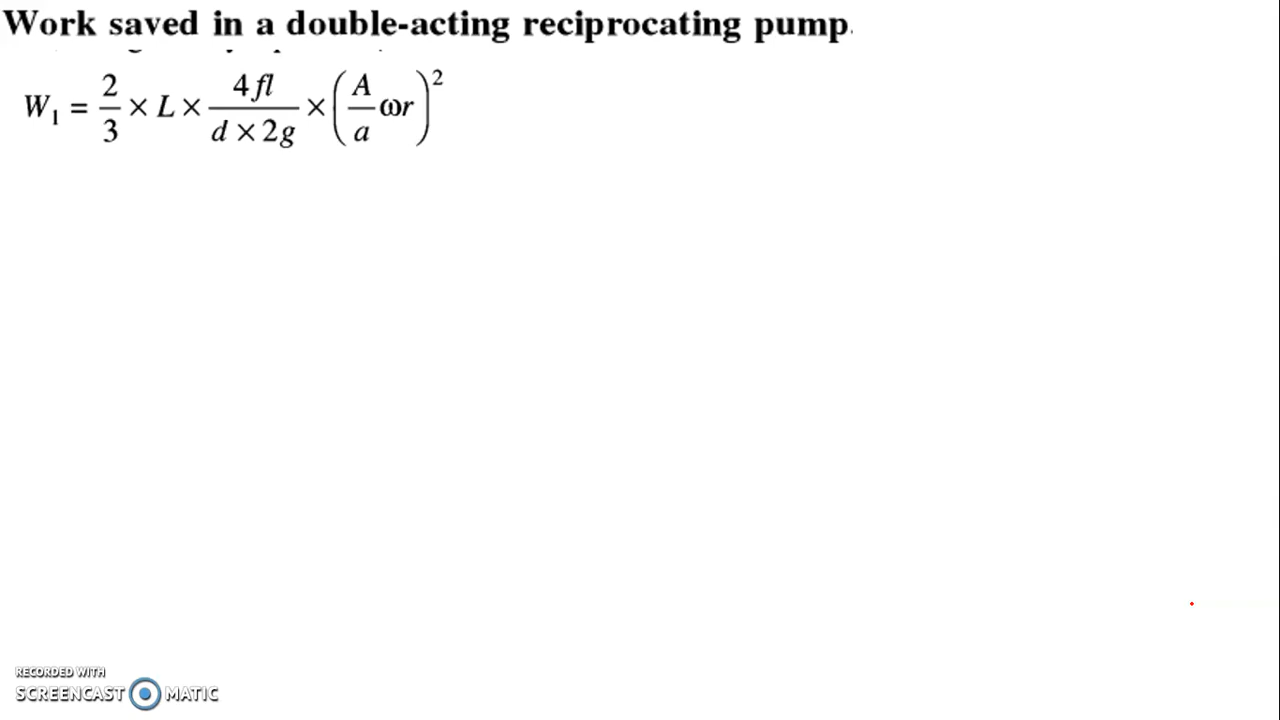 Work saved in a double-acting reciprocating pump.
W₁ = 2/3 × L × 4fl/(d × 2g) × (A/a ωr)²
RECORDED WITH
SCREENCAST MATIC